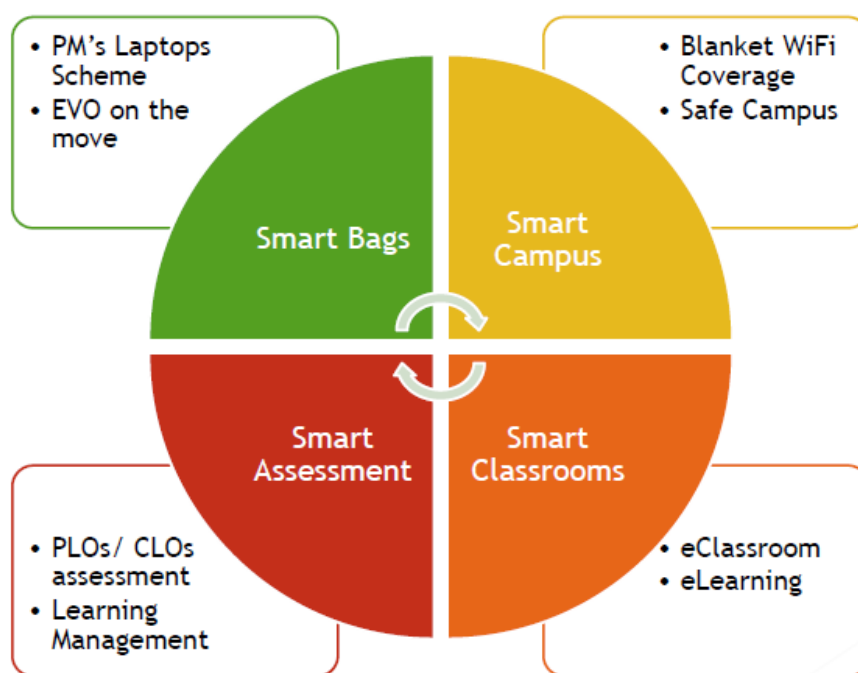 • PM's Laptops
Scheme
• EVO on the
move
• Blanket WiFi
Coverage
• Safe Campus
Smart Bags
Smart
Campus
Smart
Assessment
Smart
Classrooms
• PLOs/ CLOs
assessment
• Learning
Management
• eClassroom
• eLearning